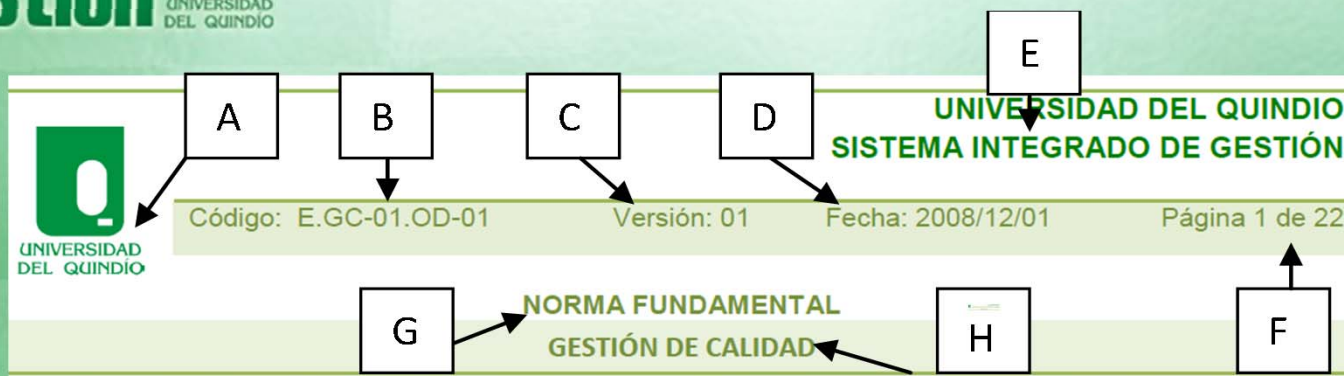 UNIVERSIDAD
DEL QUINDÍO
E
A
B
C
D
UNIVERSIDAD DEL QUINDIO
SISTEMA INTEGRADO DE GESTIÓN
Código: E.GC-01.OD-01 Versión: 01 Fecha: 2008/12/01 Página 1 de 22
UNIVERSIDAD
DEL QUINDÍO
NORMA FUNDAMENTAL
G
GESTIÓN DE CALIDAD
H
F